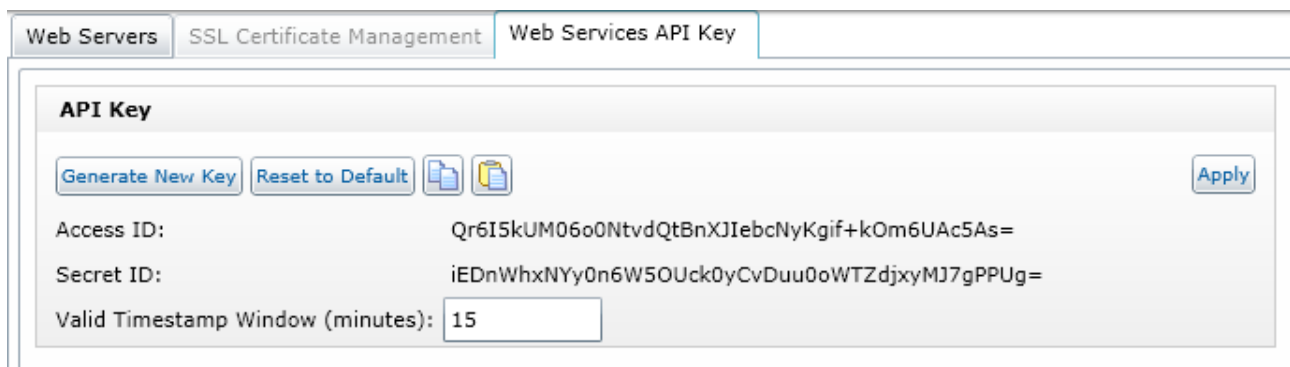 Web Servers SSL Certificate Management Web Services API Key
API Key
Generate New Key Reset to Default Apply
Access ID: Qr6I5kUM06o0NtvdQtBnXJIebcNyKgif+kOm6UAc5As=
Secret ID: iEDnWhxNYy0n6W5OUck0yCvDuu0oWTZdjxyMJ7gPPUg=
Valid Timestamp Window (minutes): 15